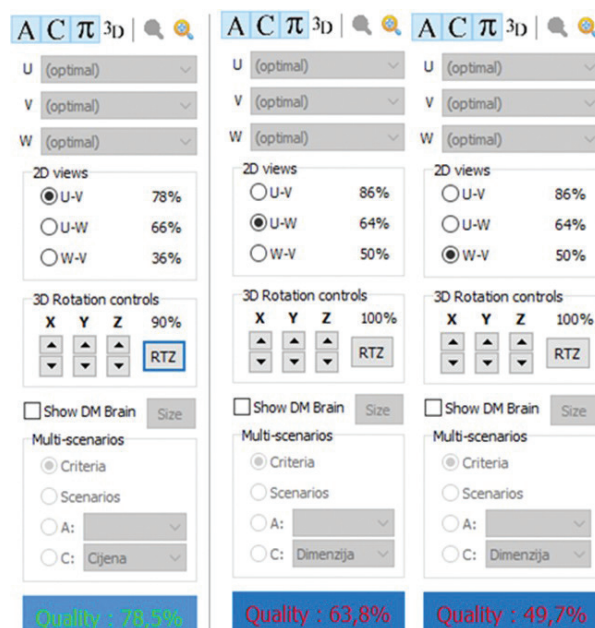 A C π 3D
U (optimal)
V (optimal)
W (optimal)
2D views
U-V 78%
U-W 66%
W-V 36%
3D Rotation controls
X Y Z 90%
RTZ
Show DM Brain Size
Multi-scenarios
Criteria
Scenarios
A:
C: Cijena
Quality : 78,5%
A C π 3D
U (optimal)
V (optimal)
W (optimal)
2D views
U-V 86%
U-W 64%
W-V 50%
3D Rotation controls
X Y Z 100%
RTZ
Show DM Brain Size
Multi-scenarios
Criteria
Scenarios
A:
C: Dimenzija
Quality : 63,8%
A C π 3D
U (optimal)
V (optimal)
W (optimal)
2D views
U-V 86%
U-W 64%
W-V 50%
3D Rotation controls
X Y Z 100%
RTZ
Show DM Brain Size
Multi-scenarios
Criteria
Scenarios
A:
C: Dimenzija
Quality : 49,7%